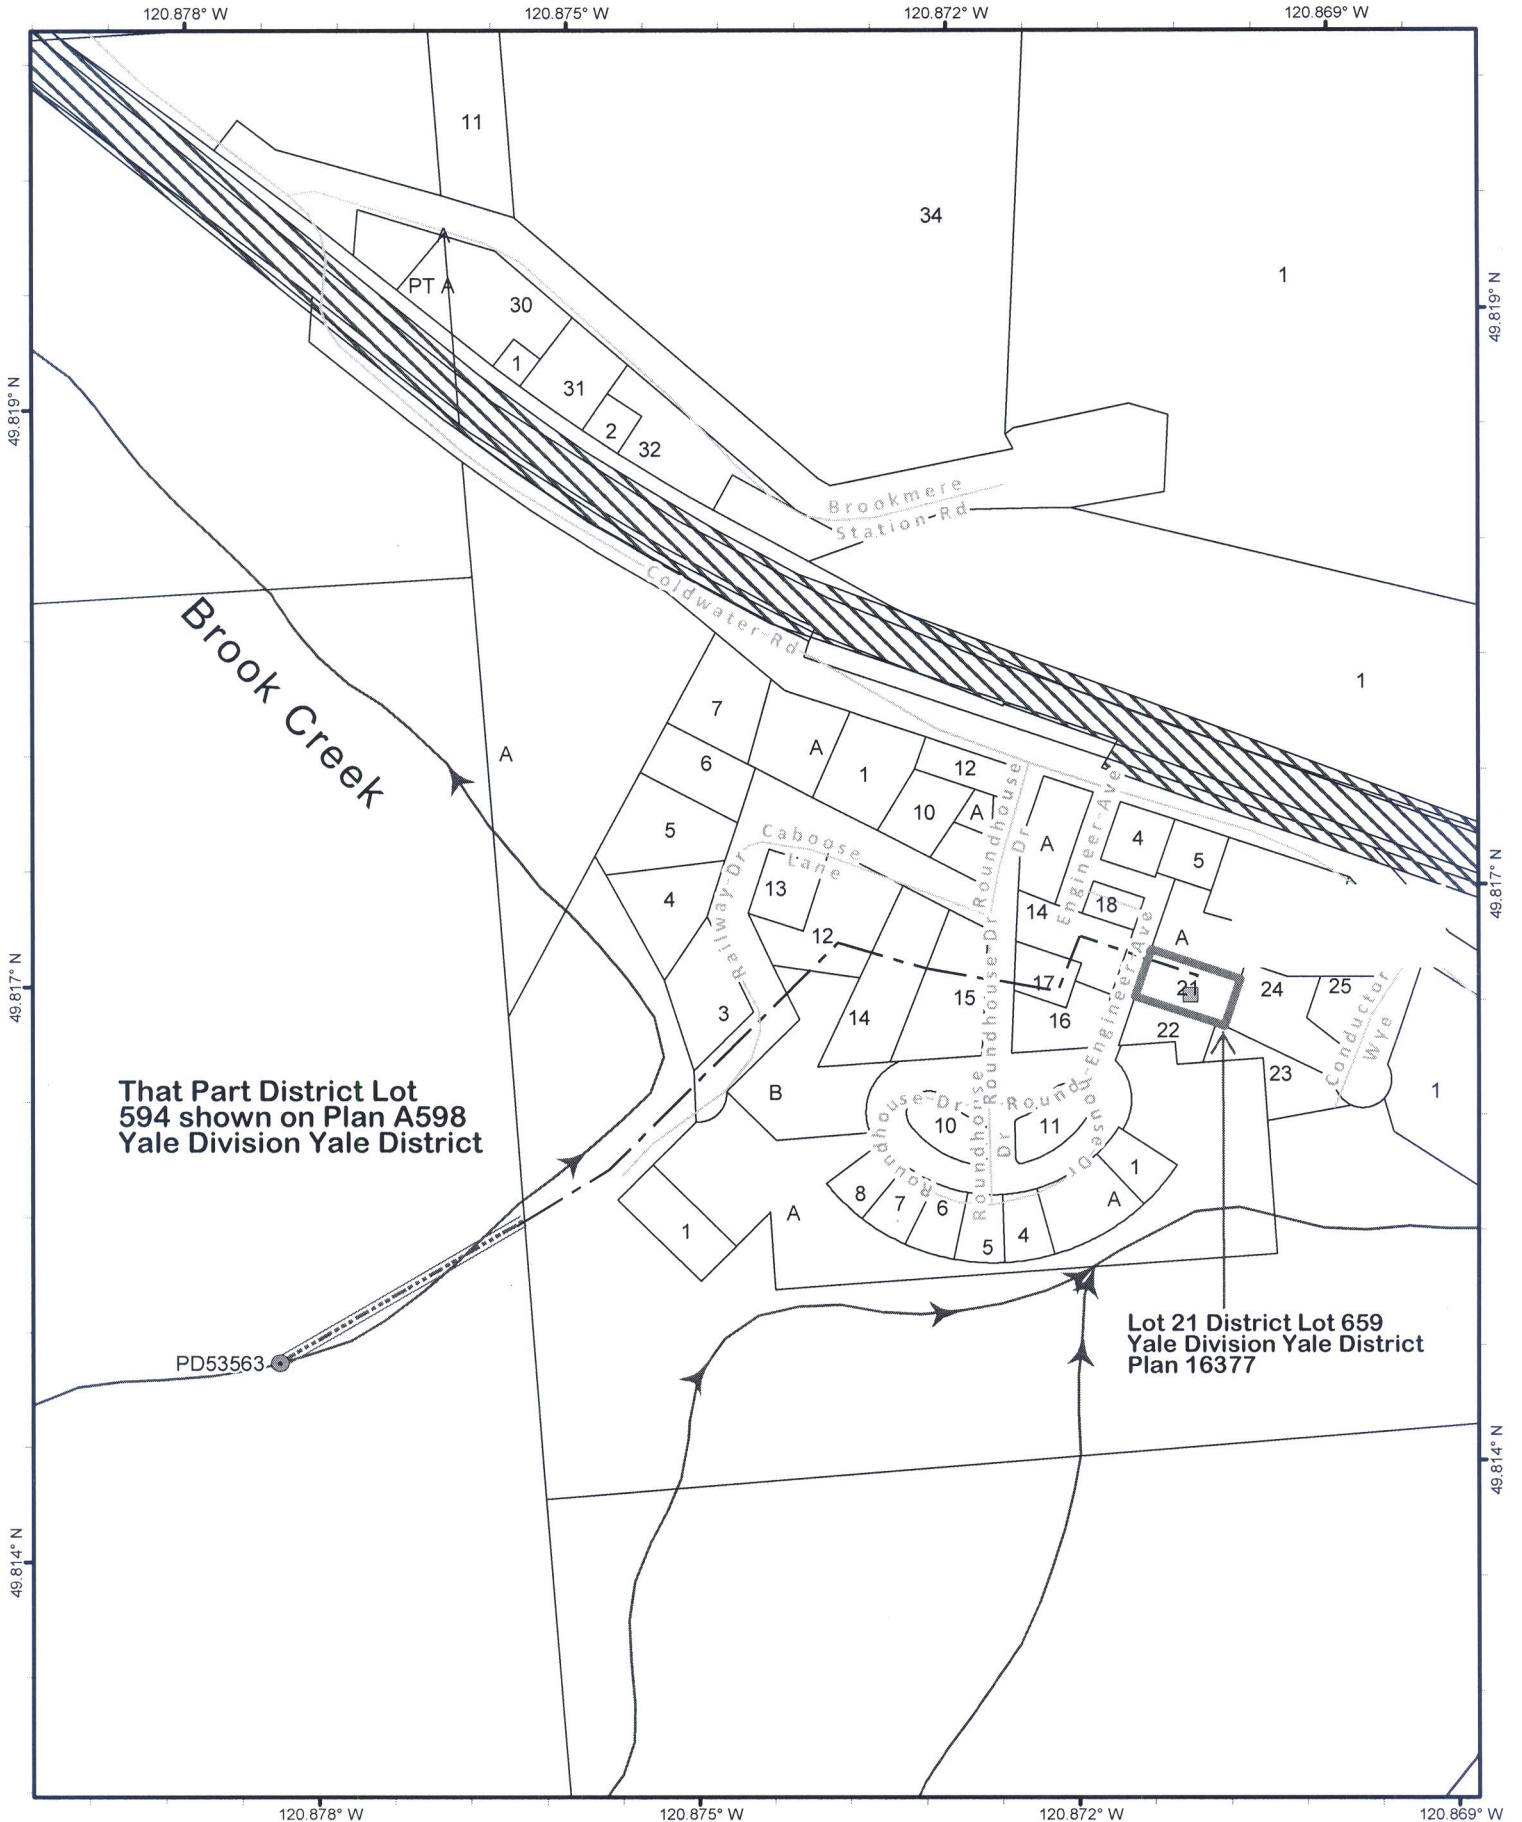 120.878° W
120.875° W
120.872° W
120.869° W
11
34
1
49.819° N
PT A
30
1
31
2
32
49.819° N
Brookmere
Station Rd
Coldwater Rd
Brook Creek
1
7
A
A
6
1
12
10
A
5
Caboose
Lane
Roundhouse
Dr
A
Engineer Ave
4
5
49.817° N
13
4
Railway Dr
12
14
18
A
Engineer Ave
Roundhouse Dr
17
21
24
25
49.817° N
3
14
15
16
22
Conductor
Wye
23
1
That Part District Lot
594 shown on Plan A598
Yale Division Yale District
B
Roundhouse Dr
Roundhouse Dr
10
11
Roundhouse
Dr
1
A
8
7
6
5
4
A
1
Lot 21 District Lot 659
Yale Division Yale District
Plan 16377
PD53563
49.814° N
49.814° N
120.878° W
120.875° W
120.872° W
120.869° W